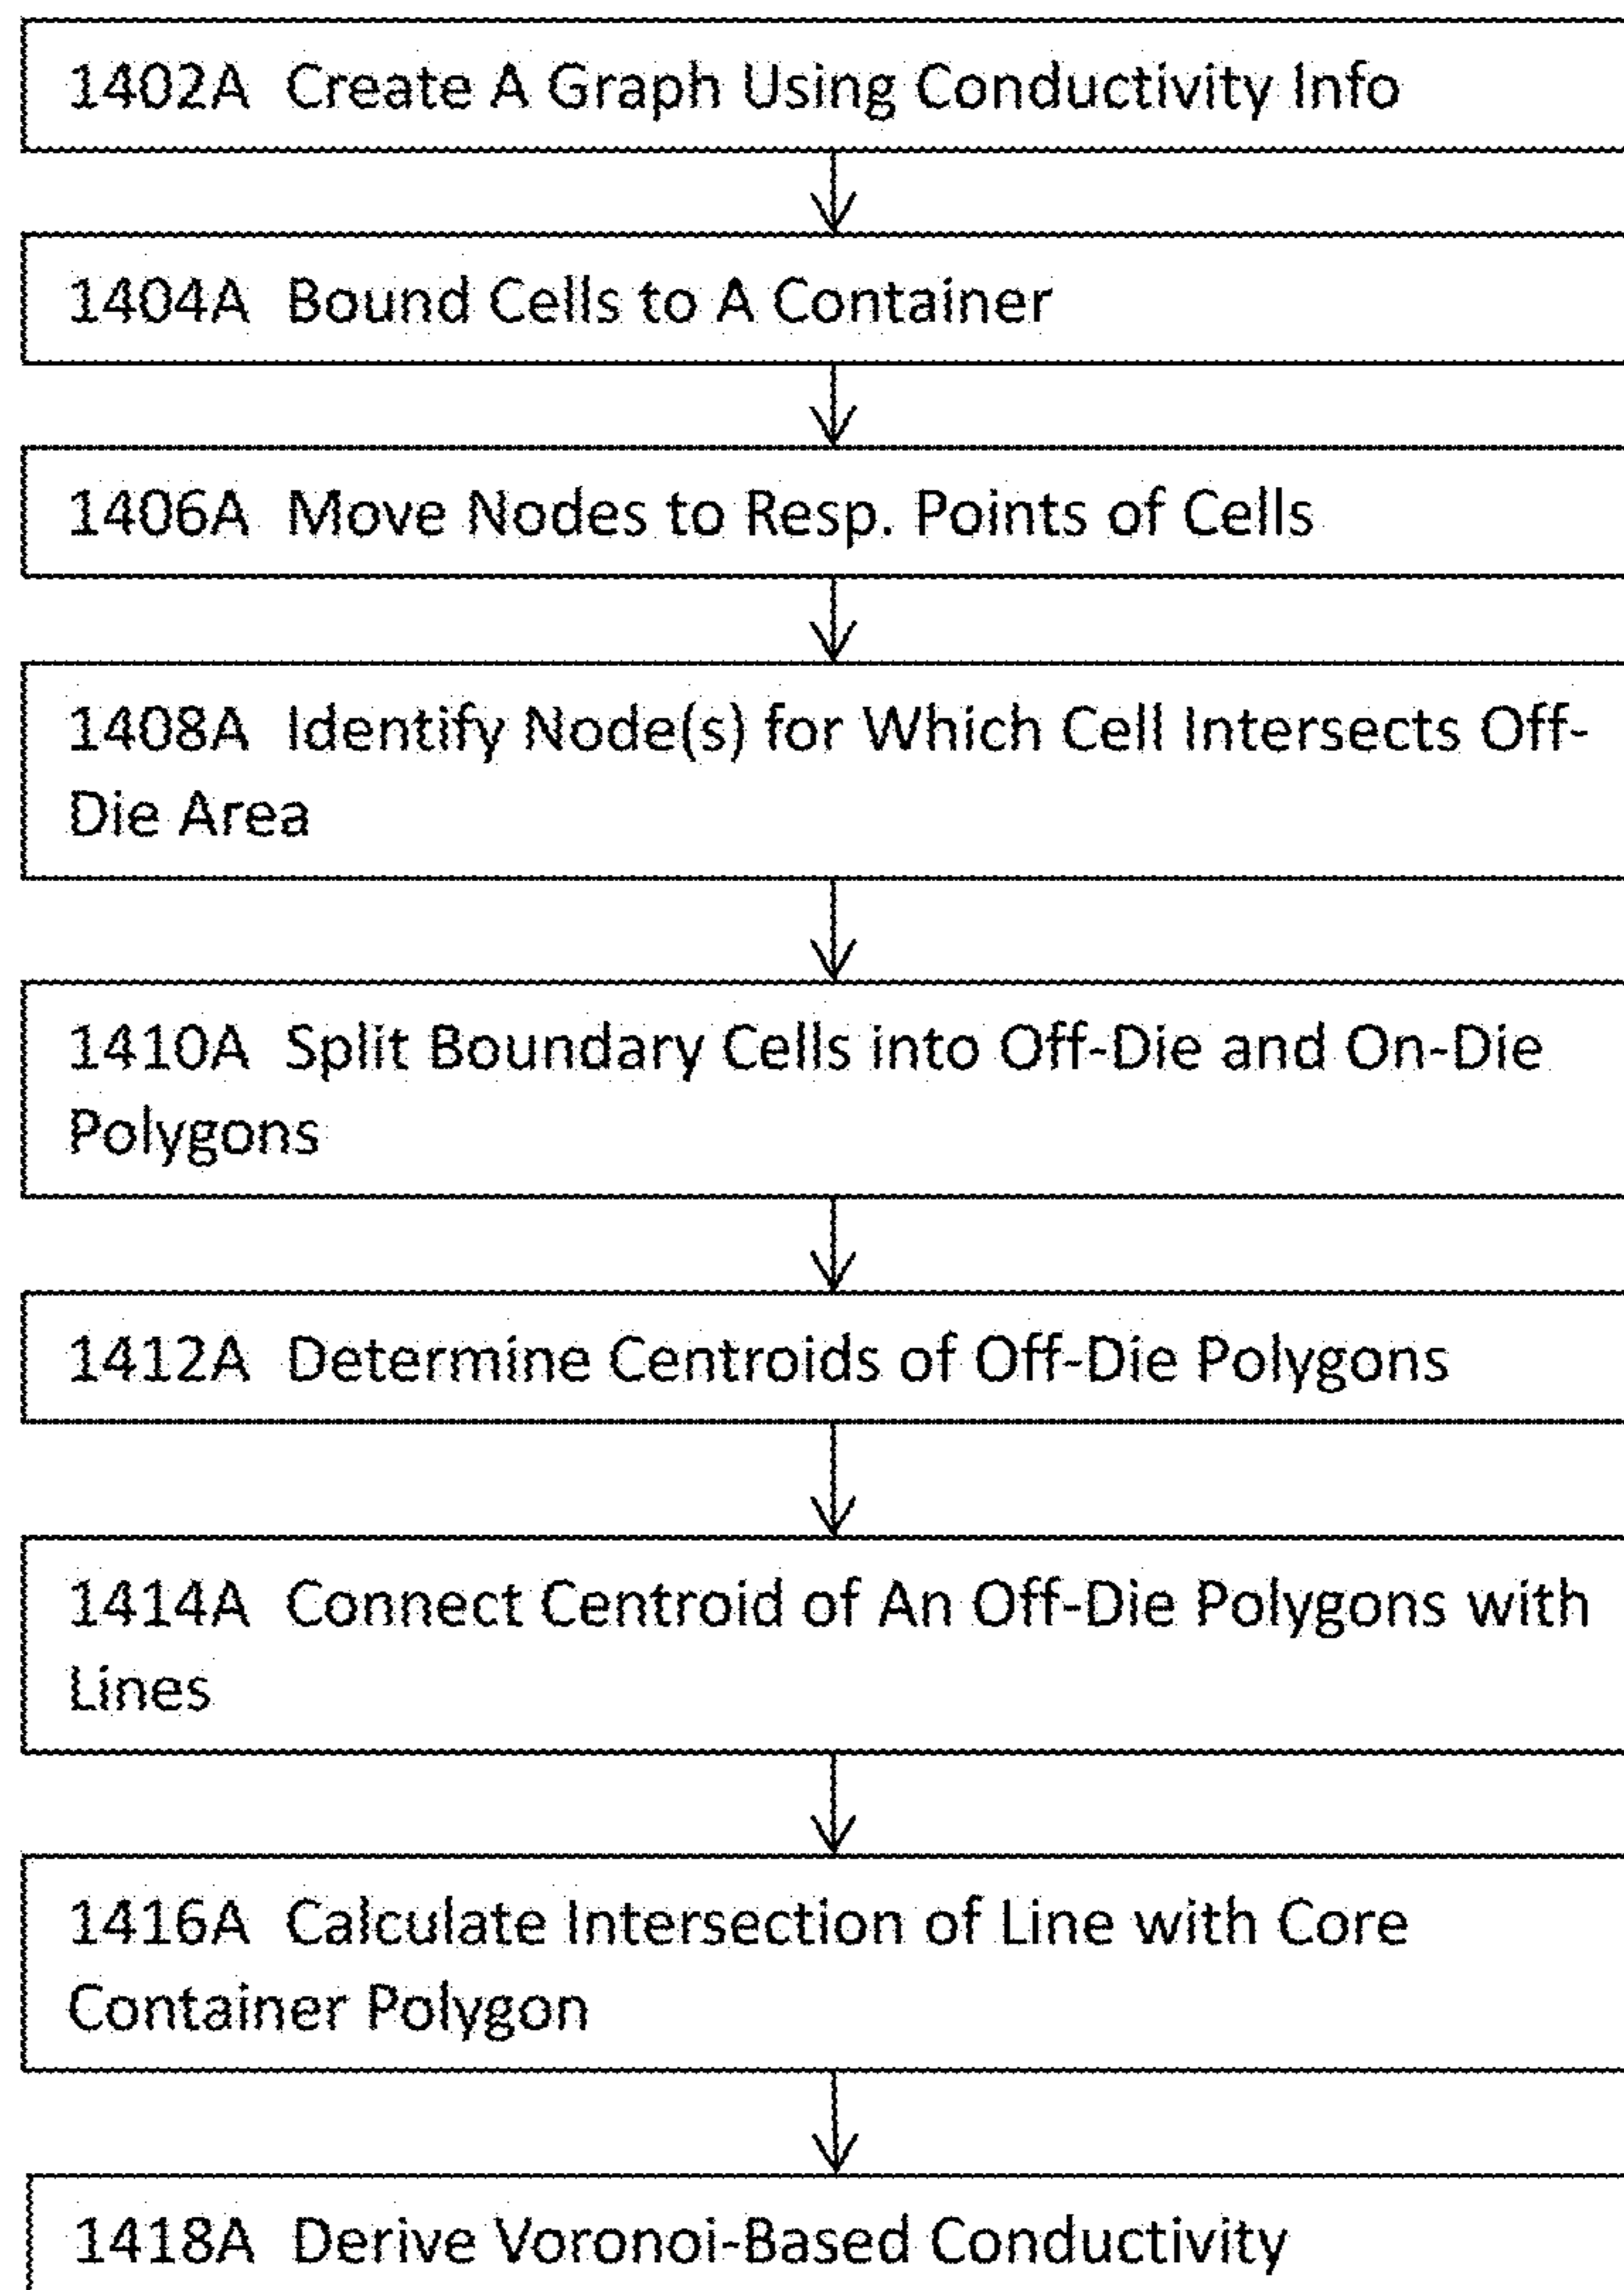 1402A Create A Graph Using Conductivity Info
1404A Bound Cells to A Container
1406A Move Nodes to Resp. Points of Cells
1408A Identify Node(s) for Which Cell Intersects Off-
Die Area
1410A Split Boundary Cells into Off-Die and On-Die
Polygons
1412A Determine Centroids of Off-Die Polygons
1414A Connect Centroid of An Off-Die Polygons with
Lines
1416A Calculate Intersection of Line with Core
Container Polygon
1418A Derive Voronoi-Based Conductivity